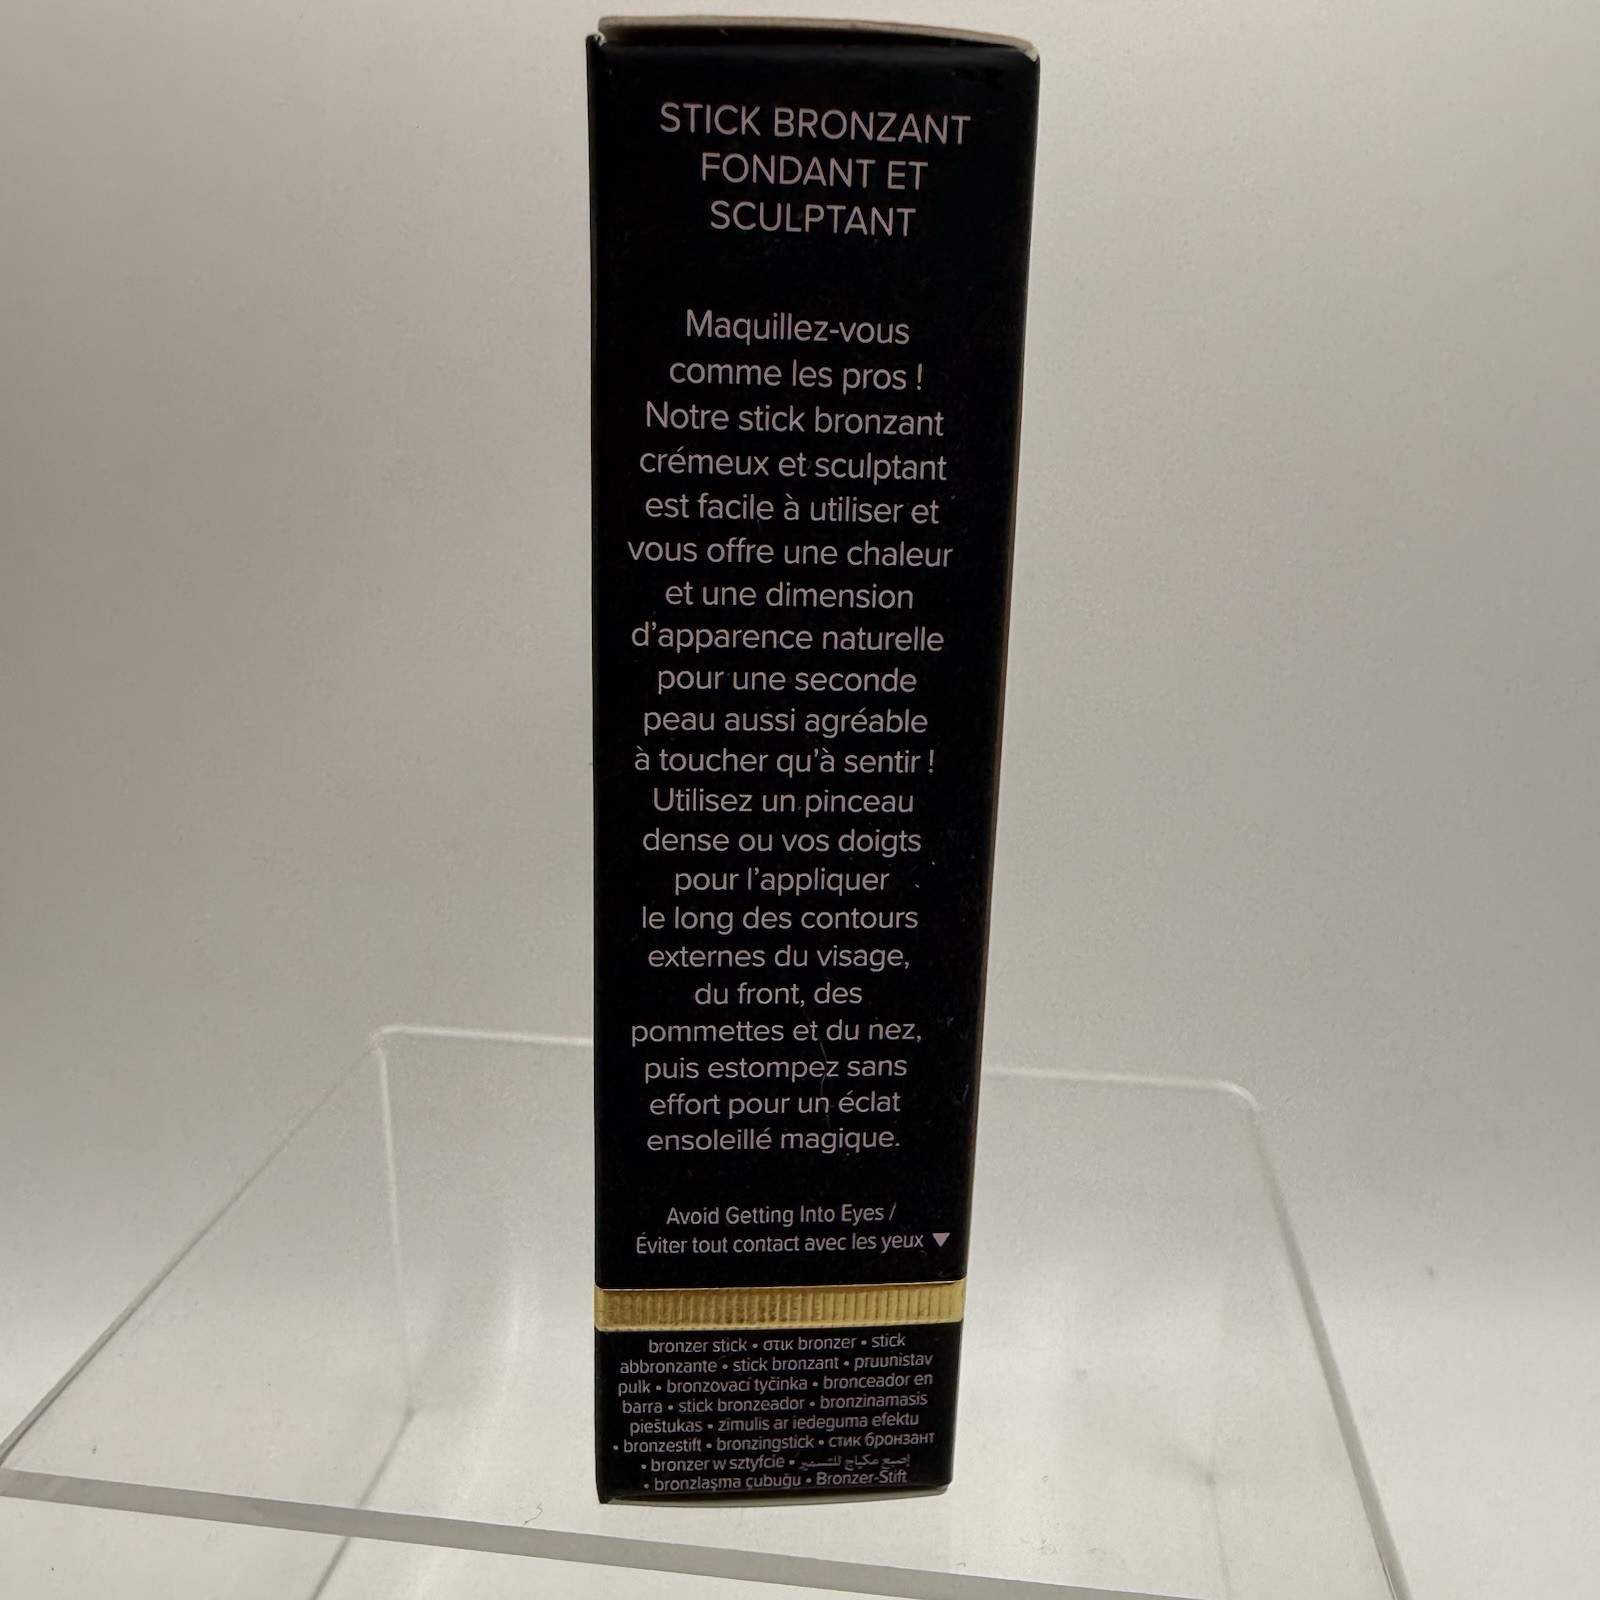 STICK BRONZANT
FONDANT ET
SCULPTANT
Maquillez-vous
comme les pros !
Notre stick bronzant
crémeux et sculptant
est facile à utiliser et
vous offre une chaleur
et une dimension
d’apparence naturelle
pour une seconde
peau aussi agréable
à toucher qu’à sentir !
Utilisez un pinceau
dense ou vos doigts
pour l’appliquer
le long des contours
externes du visage,
du front, des
pommettes et du nez,
puis estompez sans
effort pour un éclat
ensoleillé magique.
Avoid Getting Into Eyes /
Éviter tout contact avec les yeux ▼
bronzer stick • στικ bronzer • stick
abbronzante • stick bronzant • pruunistav
pulk • bronzovací tyčinka • bronceador en
barra • stick bronzeador • bronzinamasis
pieštukas • zīmulis ar iedeguma efektu
• bronzestift • bronzingstick • стик бронзант
• bronzer w sztyfcie • إصبع مكياج للتسمير
• bronzlaşma çubuğu • Bronzer-Stift